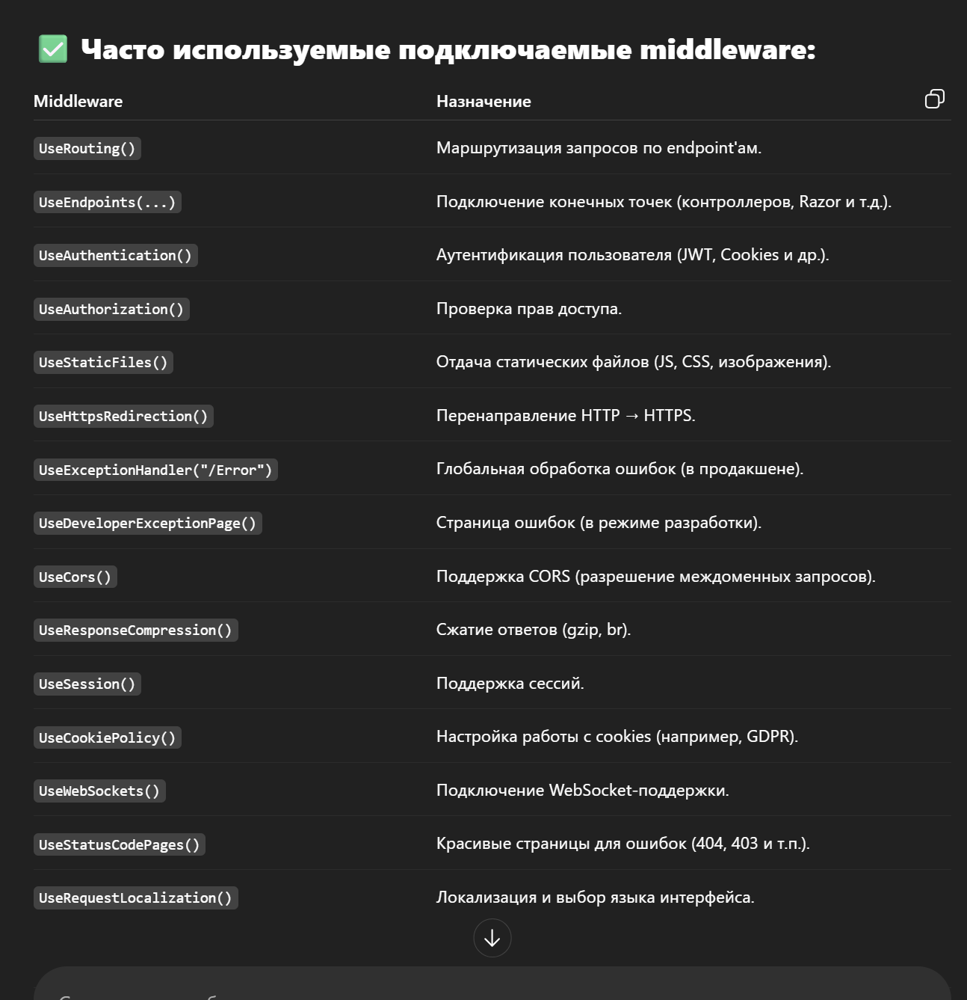 ✅ Часто используемые подключаемые middleware:
Middleware Назначение
UseRouting() Маршрутизация запросов по endpoint'ам.
UseEndpoints(...) Подключение конечных точек (контроллеров, Razor и т.д.).
UseAuthentication() Аутентификация пользователя (JWT, Cookies и др.).
UseAuthorization() Проверка прав доступа.
UseStaticFiles() Отдача статических файлов (JS, CSS, изображения).
UseHttpsRedirection() Перенаправление HTTP → HTTPS.
UseExceptionHandler("/Error") Глобальная обработка ошибок (в продакшене).
UseDeveloperExceptionPage() Страница ошибок (в режиме разработки).
UseCors() Поддержка CORS (разрешение междоменных запросов).
UseResponseCompression() Сжатие ответов (gzip, br).
UseSession() Поддержка сессий.
UseCookiePolicy() Настройка работы с cookies (например, GDPR).
UseWebSockets() Подключение WebSocket-поддержки.
UseStatusCodePages() Красивые страницы для ошибок (404, 403 и т.п.).
UseRequestLocalization() Локализация и выбор языка интерфейса.